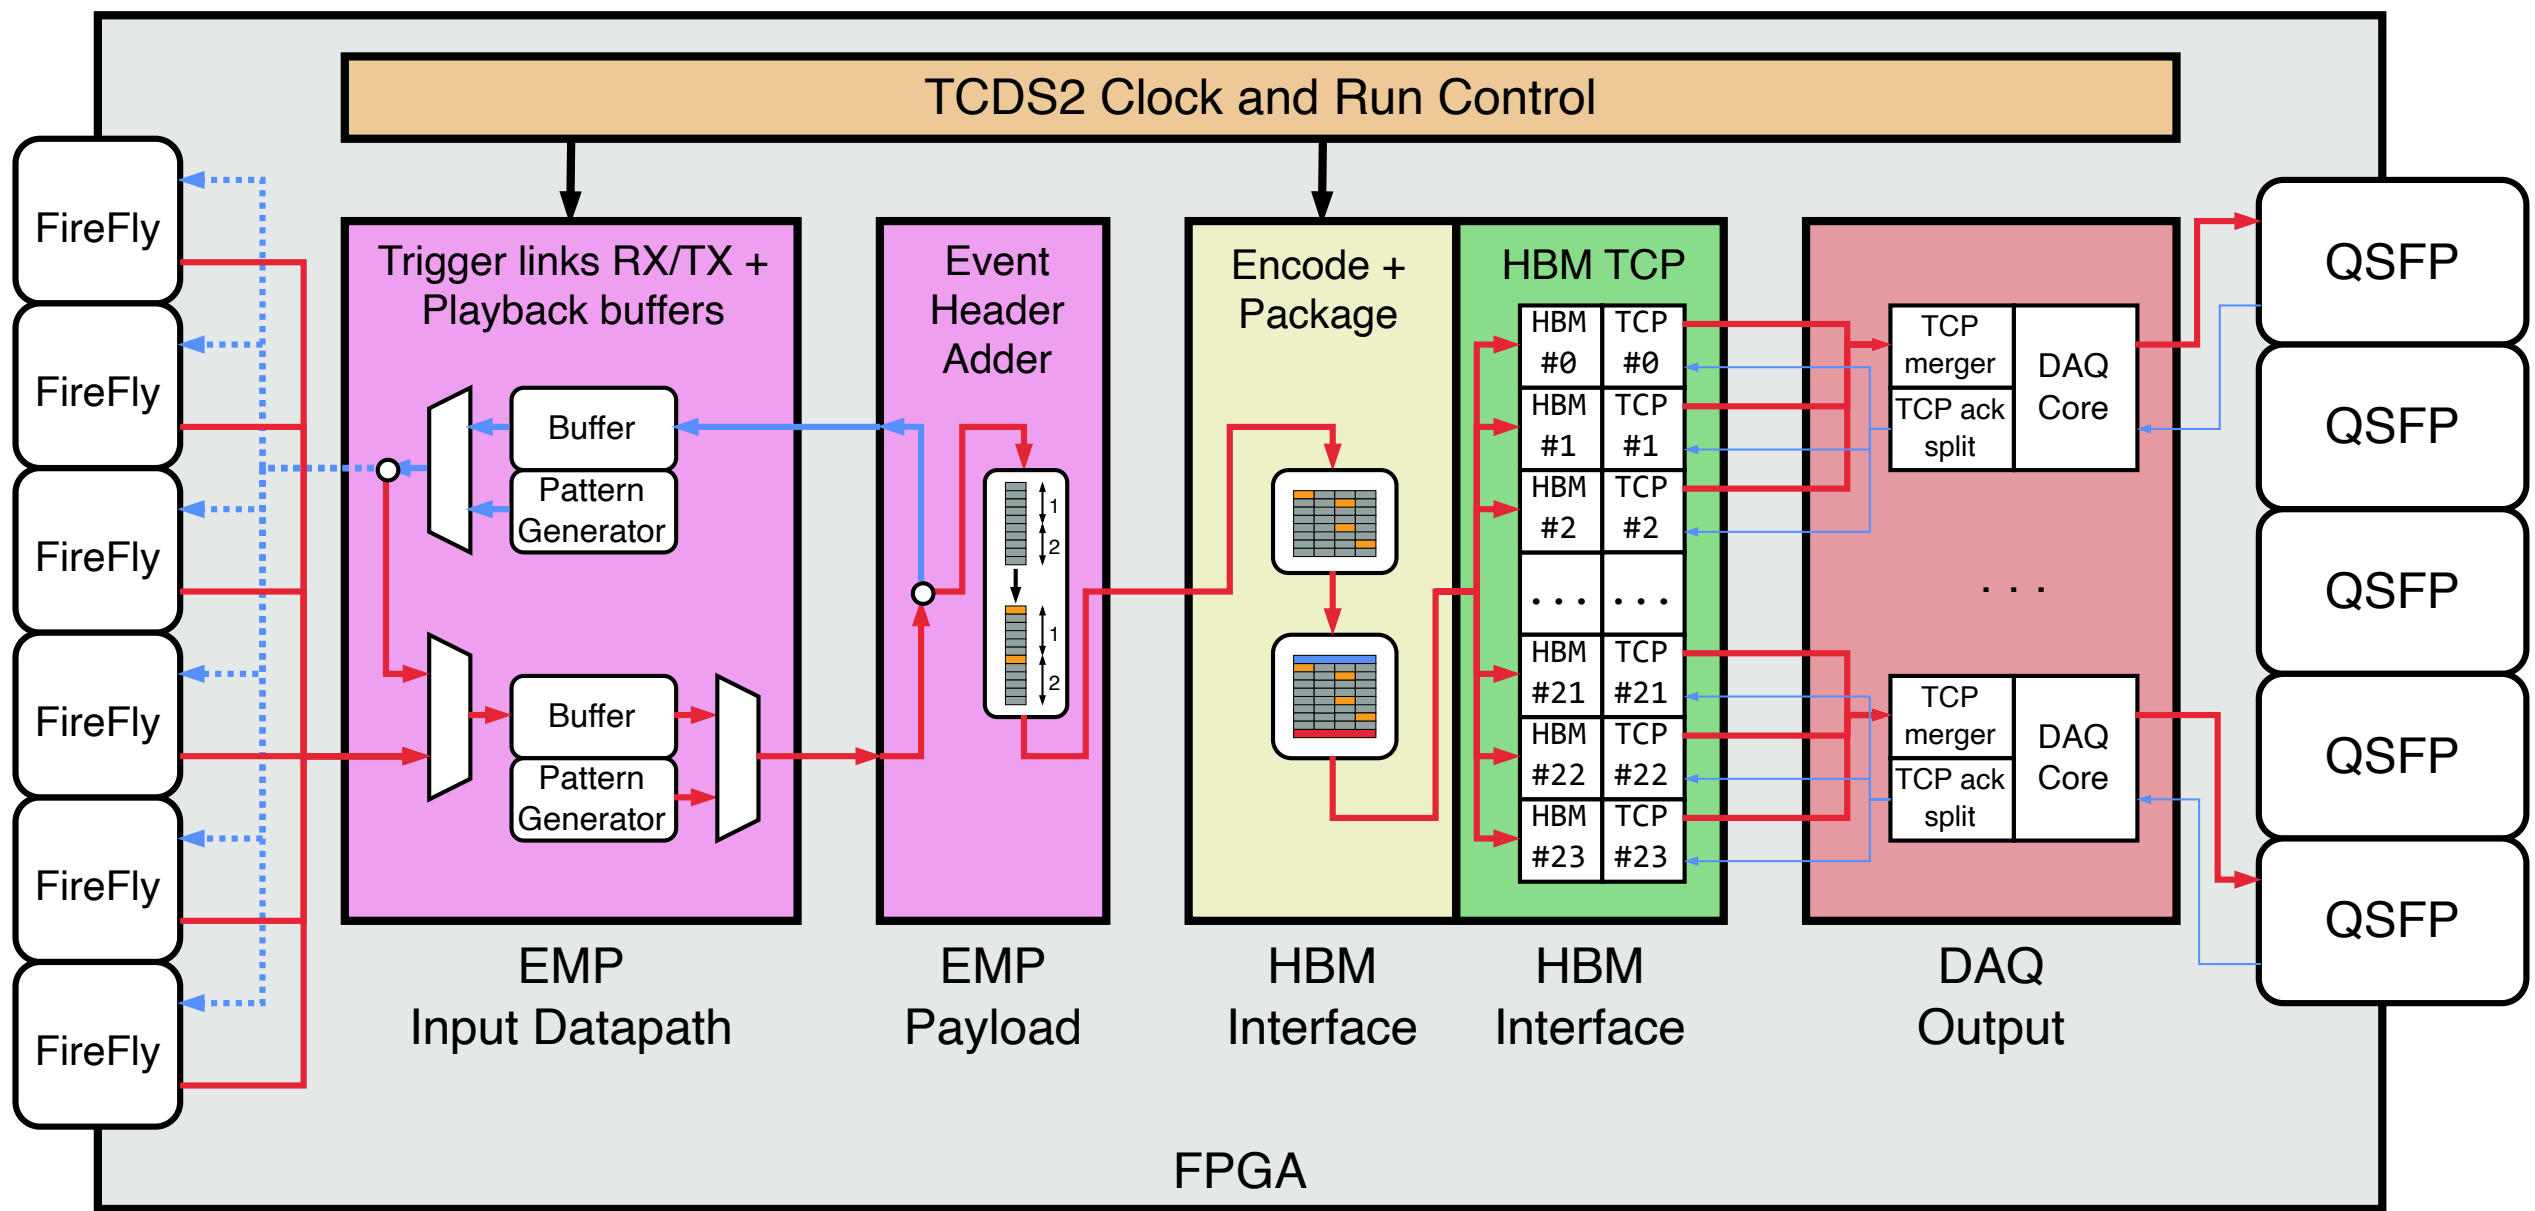 TCDS2 Clock and Run Control
FireFly
FireFly
FireFly
FireFly
FireFly
FireFly
Trigger links RX/TX +
Playback buffers
Buffer
Pattern
Generator
Buffer
Pattern
Generator
EMP
Input Datapath
Event
Header
Adder
1
2
1
2
EMP
Payload
Encode +
Package
HBM
Interface
HBM TCP
HBM TCP
#0 #0
HBM TCP
#1 #1
HBM TCP
#2 #2
... ...
HBM TCP
#21 #21
HBM TCP
#22 #22
HBM TCP
#23 #23
HBM
Interface
TCP
merger
TCP ack
split
DAQ
Core
...
TCP
merger
TCP ack
split
DAQ
Core
DAQ
Output
QSFP
QSFP
QSFP
QSFP
QSFP
FPGA